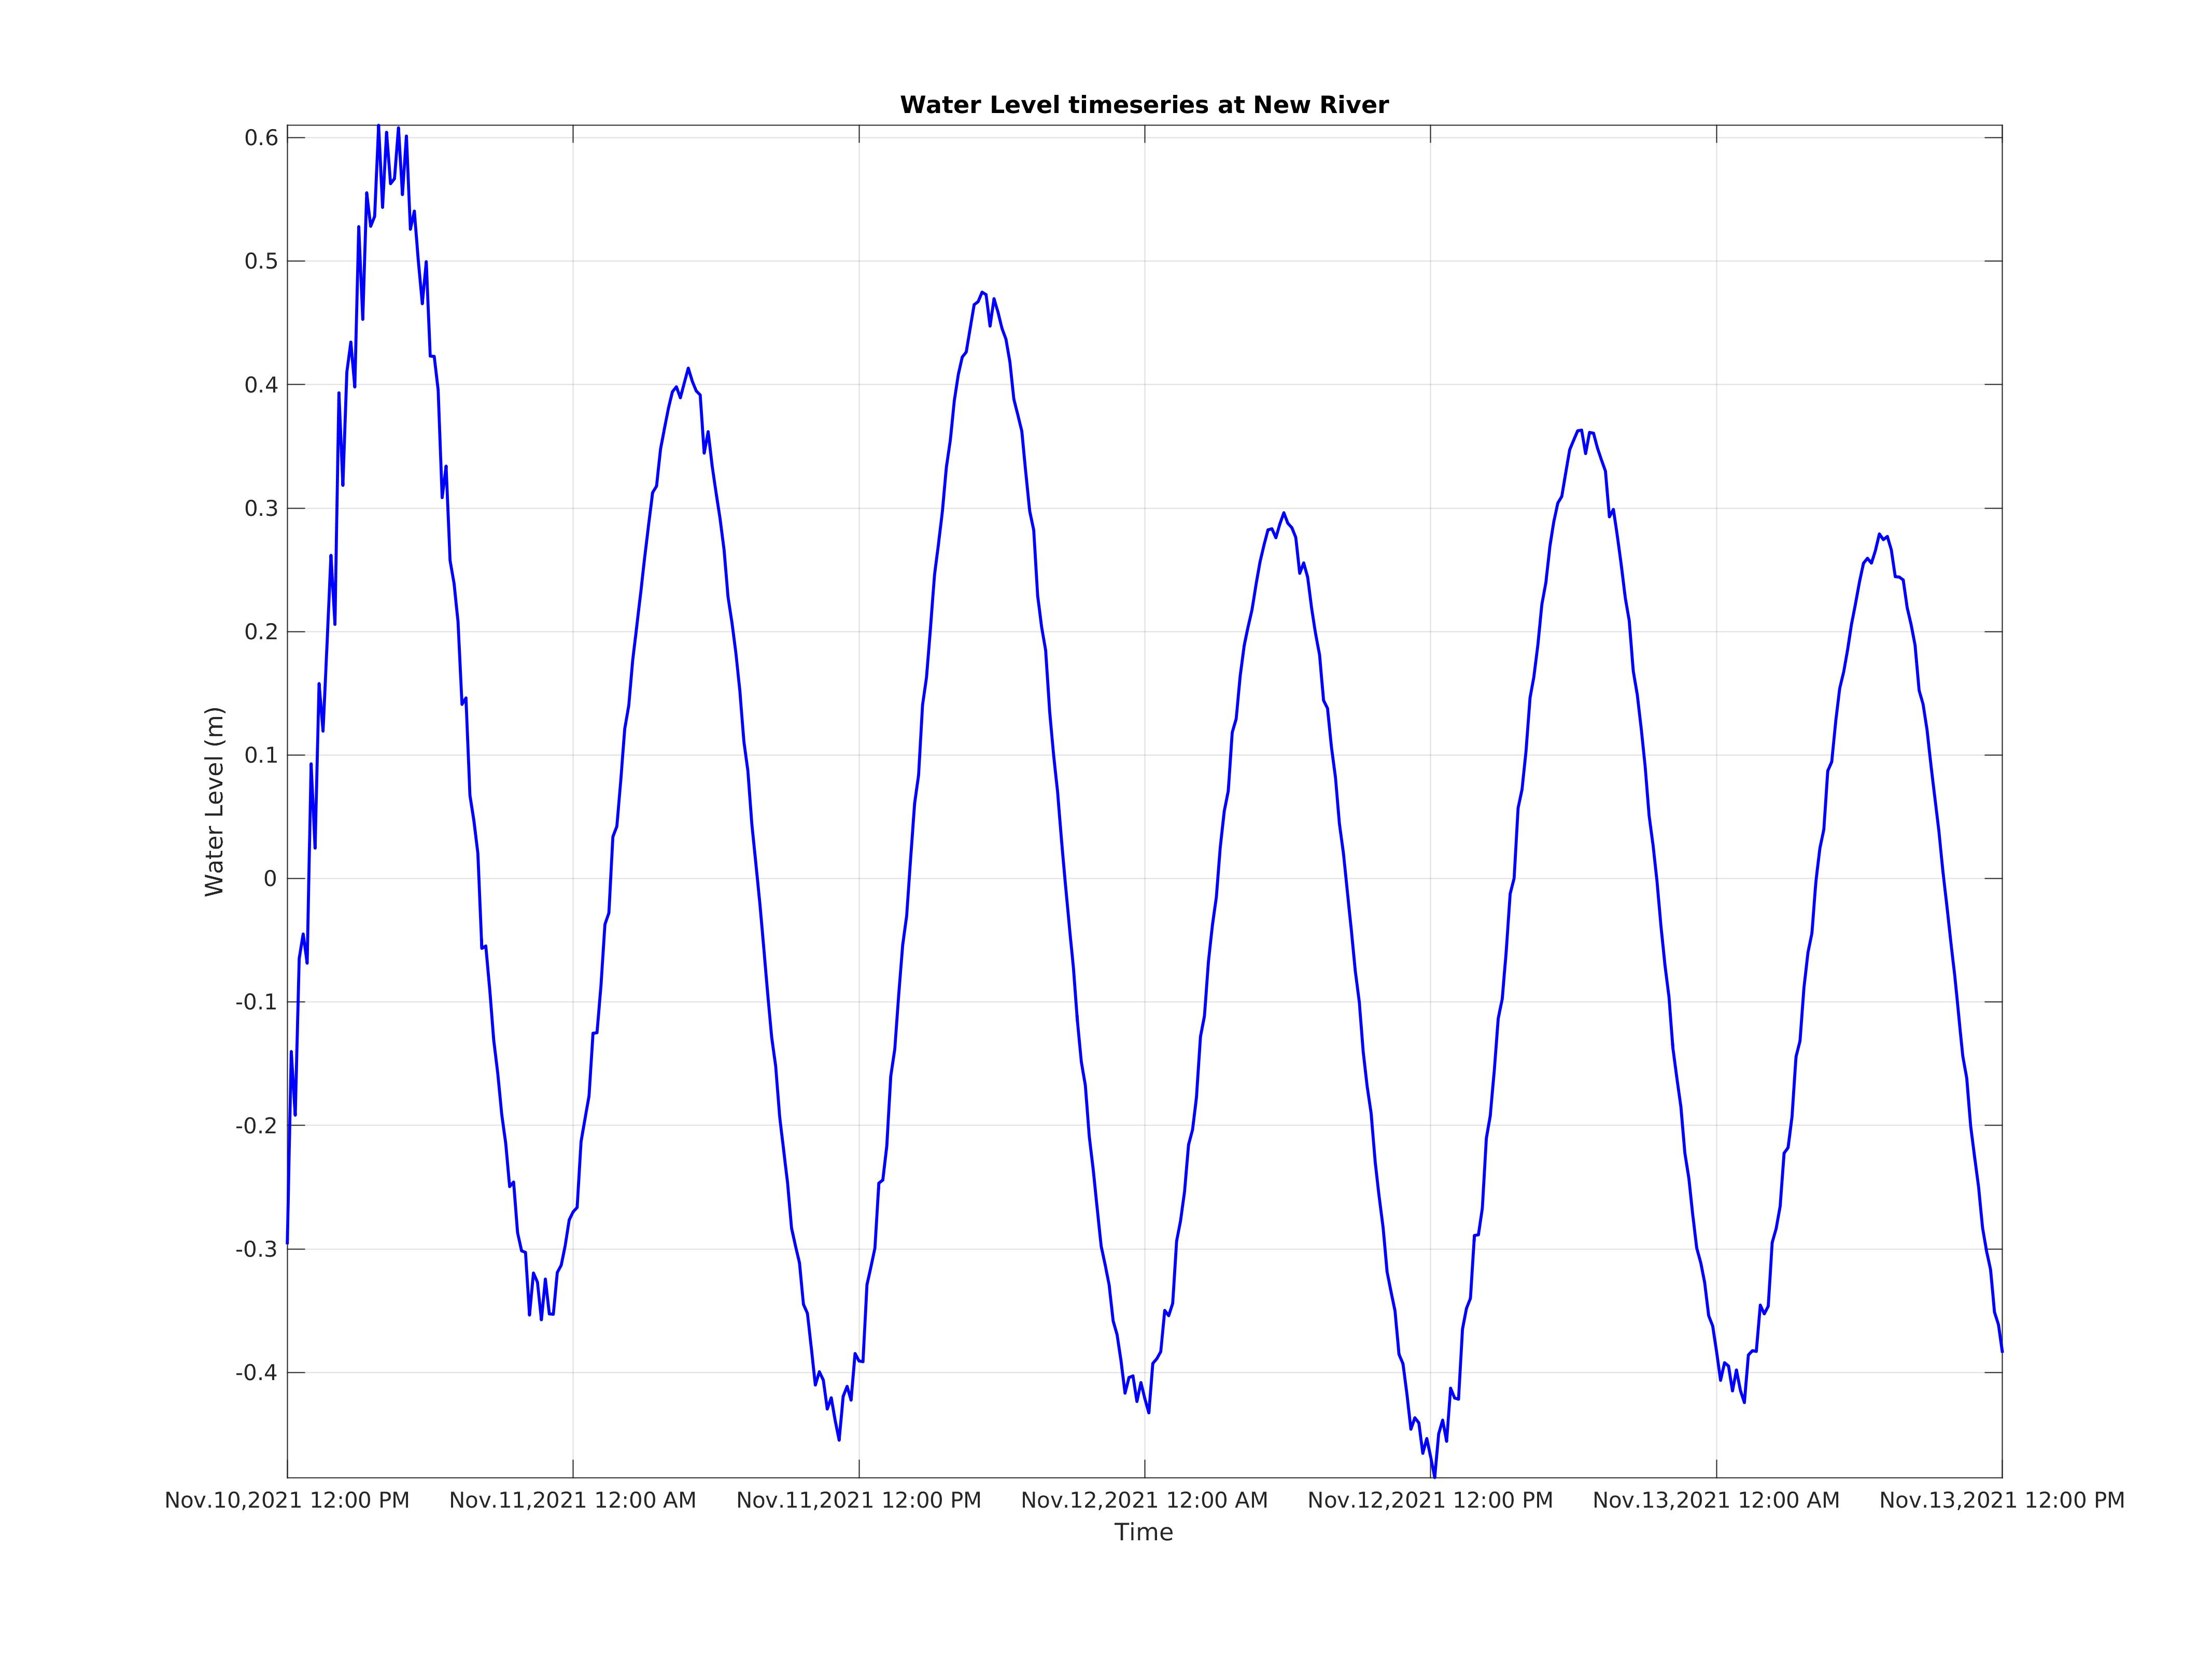 Water Level timeseries at New River
0.6
0.5
0.4
0.3
0.2
0.1
0
-0.1
-0.2
-0.3
-0.4
Water Level (m)
Nov.10,2021 12:00 PM Nov.11,2021 12:00 AM Nov.11,2021 12:00 PM Nov.12,2021 12:00 AM Nov.12,2021 12:00 PM Nov.13,2021 12:00 AM Nov.13,2021 12:00 PM
Time